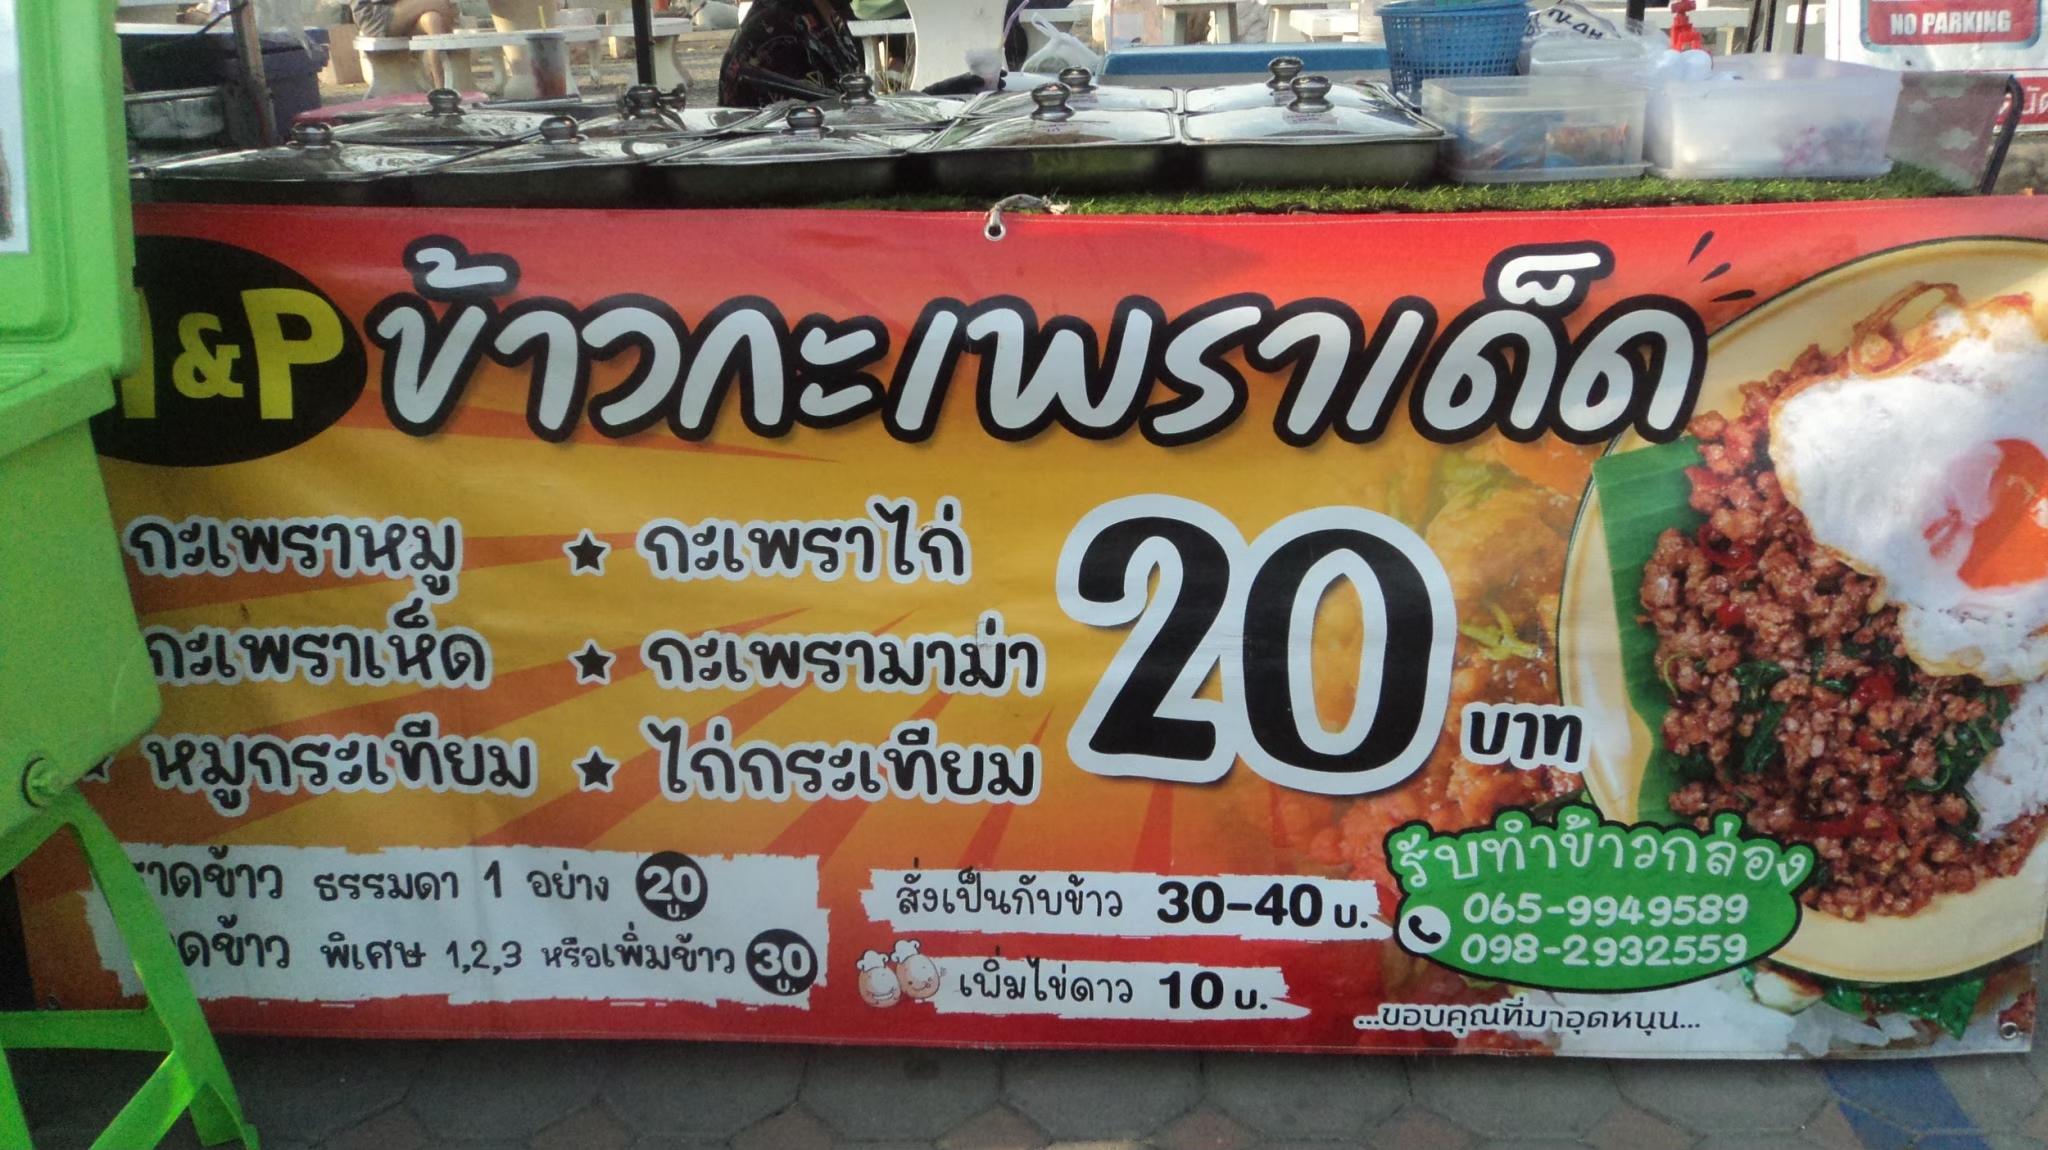 NO PARKING
&P ข้าวกะเพราเด็ด
กะเพราหมู ★ กะเพราไก่
กะเพราเห็ด ★ กะเพรามาม่า
★ หมูกระเทียม ★ ไก่กระเทียม
20 บาท
ราดข้าว ธรรมดา 1 อย่าง 20 บ.
ราดข้าว พิเศษ 1,2,3 หรือเพิ่มข้าว 30 บ.
สั่งเป็นกับข้าว 30-40 บ.
เพิ่มไข่ดาว 10 บ.
รับทำข้าวกล่อง
065-9949589
098-2932559
...ขอบคุณที่มาอุดหนุน...